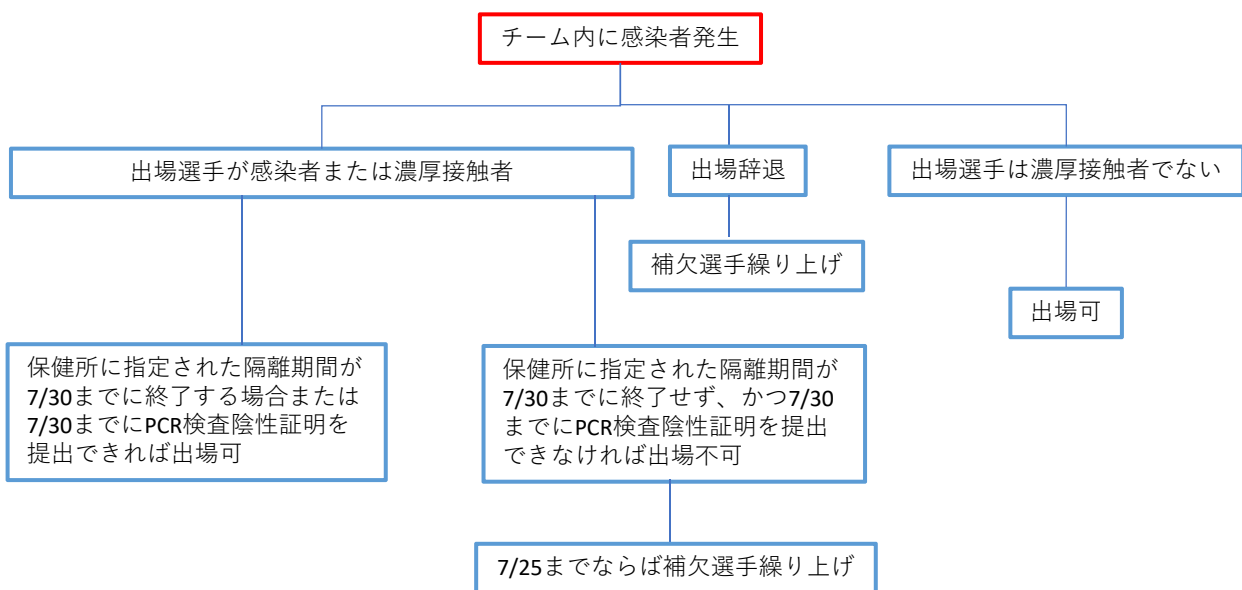 チーム内に感染者発生
出場選手が感染者または濃厚接触者
出場辞退
出場選手は濃厚接触者でない
補欠選手繰り上げ
出場可
保健所に指定された隔離期間が
7/30までに終了する場合または
7/30までにPCR検査陰性証明を
提出できれば出場可
保健所に指定された隔離期間が
7/30までに終了せず、かつ7/30
までにPCR検査陰性証明を提出
できなければ出場不可
7/25までならば補欠選手繰り上げ